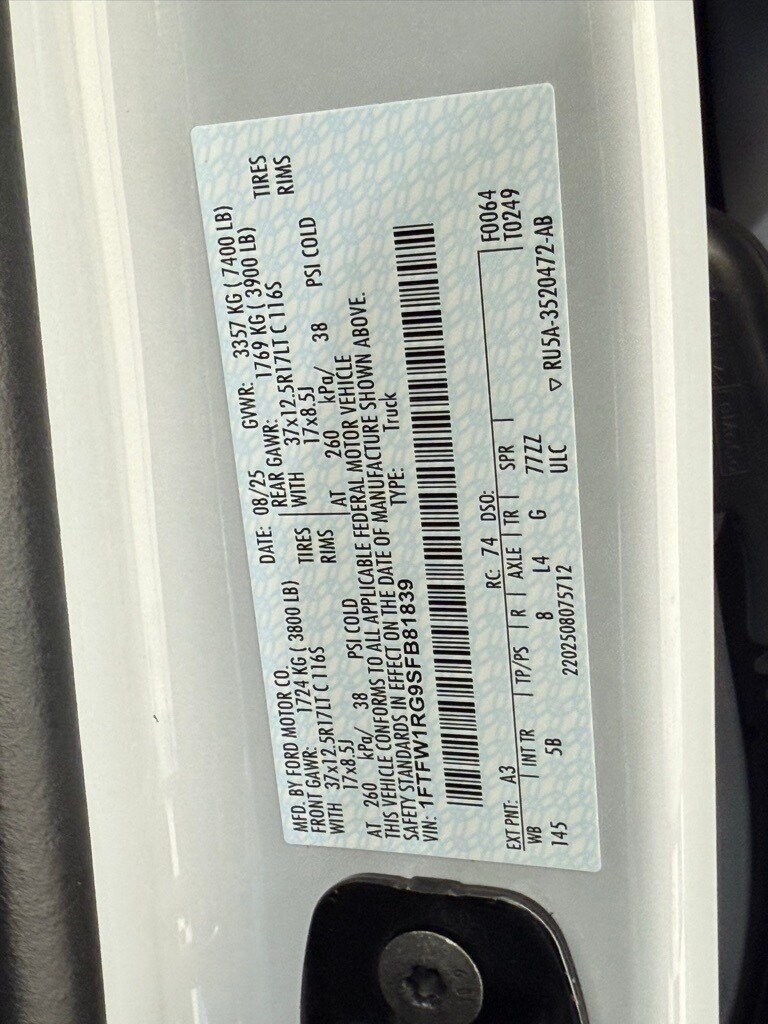 MFD. BY FORD MOTOR CO.
DATE: 08/25 GVWR: 3357 KG ( 7400 LB)
FRONT GAWR: 1724 KG ( 3800 LB) REAR GAWR: 1769 KG ( 3900 LB)
WITH 37x12.5R17LT C 116S TIRES WITH 37x12.5R17LT C 116S TIRES
17x8.5J RIMS 17x8.5J RIMS
AT 260 kPa/ 38 PSI COLD AT 260 kPa/ 38 PSI COLD
THIS VEHICLE CONFORMS TO ALL APPLICABLE FEDERAL MOTOR VEHICLE
SAFETY STANDARDS IN EFFECT ON THE DATE OF MANUFACTURE SHOWN ABOVE.
VIN: 1FTFW1RG9SFB81839 TYPE: Truck
EXT PNT: A3 RC: 74 DSO: F0064
WB INT TR TP/PS R AXLE TR SPR T0249
145 5B 8 L4 G 77ZZ
2202508075712 ULC ▽ RU5A-3520472-AB